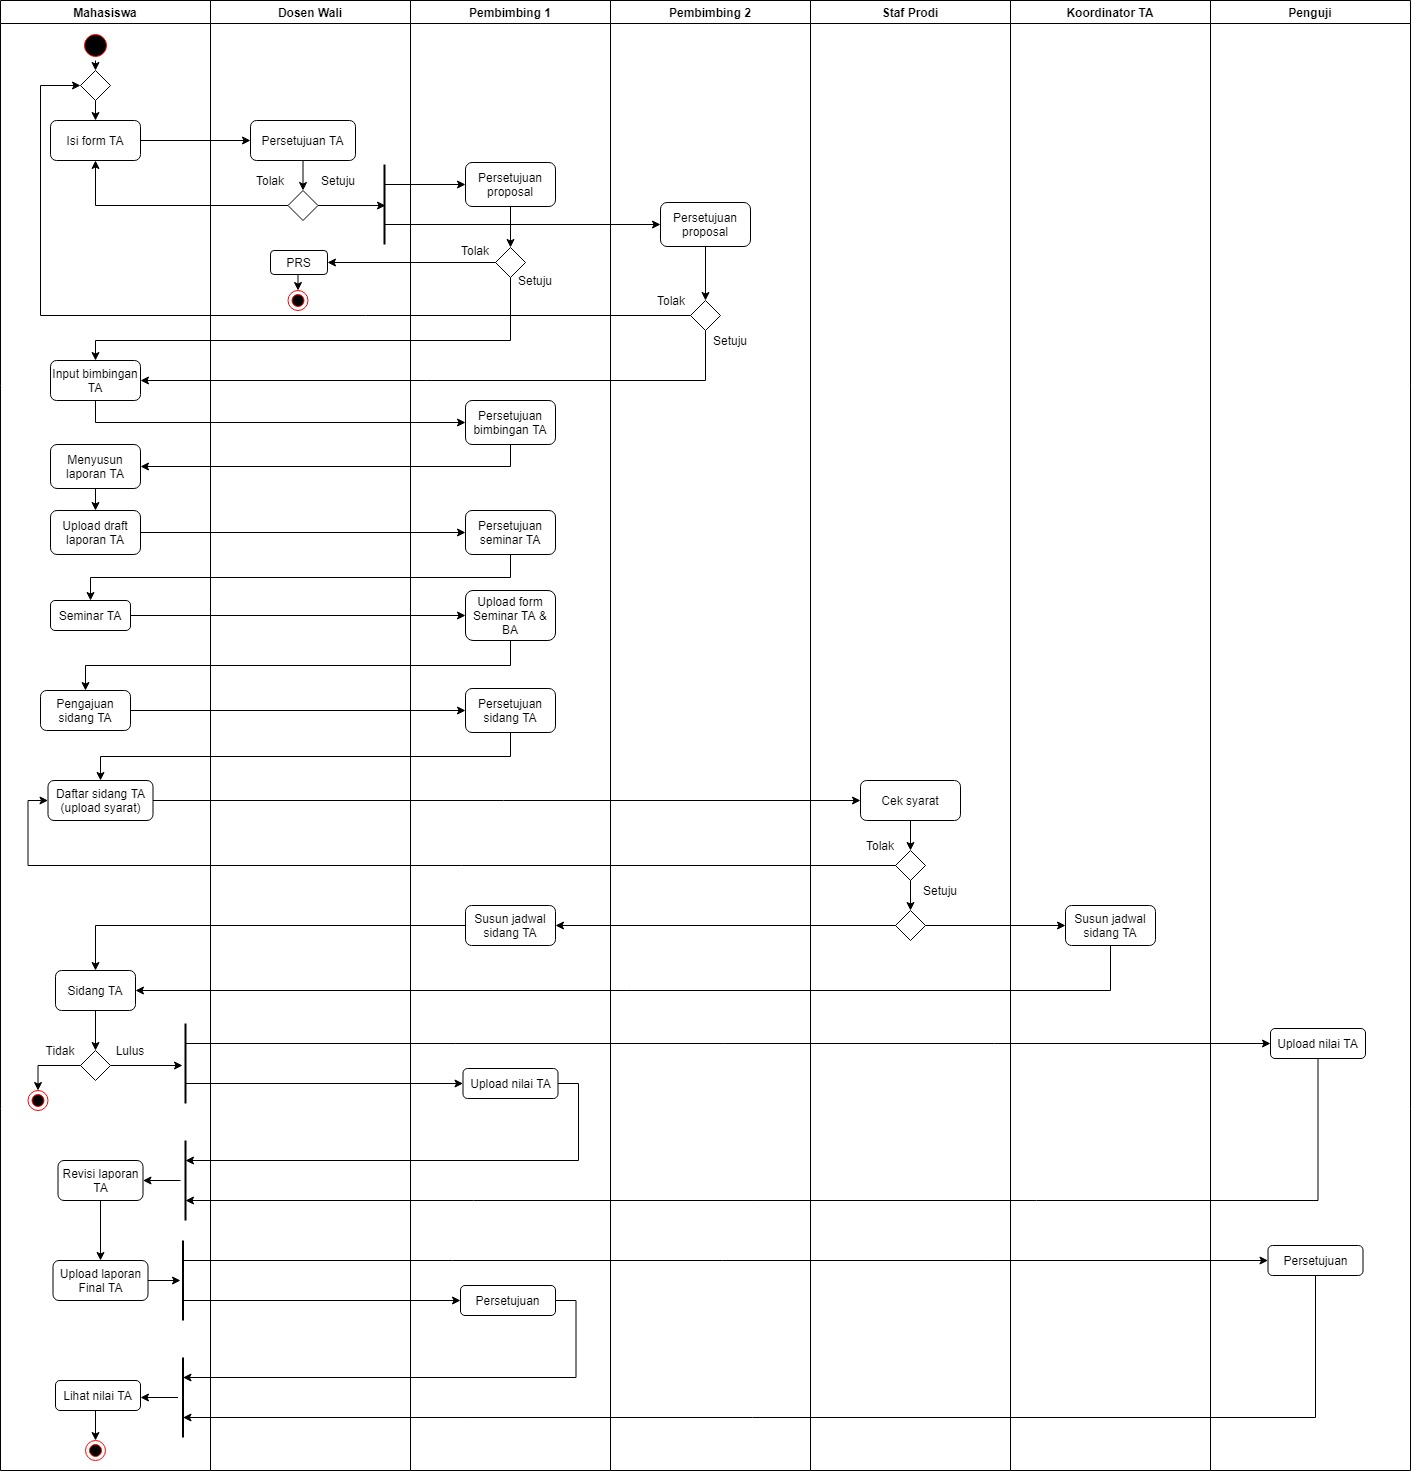 Mahasiswa
Dosen Wali
Pembimbing 1
Pembimbing 2
Staf Prodi
Koordinator TA
Penguji
Isi form TA
Persetujuan TA
Tolak
Setuju
Persetujuan
proposal
Persetujuan
proposal
Tolak
PRS
Setuju
Tolak
Setuju
Input bimbingan
TA
Persetujuan
bimbingan TA
Menyusun
laporan TA
Upload draft
laporan TA
Persetujuan
seminar TA
Seminar TA
Upload form
Seminar TA &
BA
Pengajuan
sidang TA
Persetujuan
sidang TA
Daftar sidang TA
(upload syarat)
Cek syarat
Tolak
Setuju
Susun jadwal
sidang TA
Susun jadwal
sidang TA
Sidang TA
Tidak
Lulus
Upload nilai TA
Upload nilai TA
Revisi laporan
TA
Upload laporan
Final TA
Persetujuan
Persetujuan
Lihat nilai TA